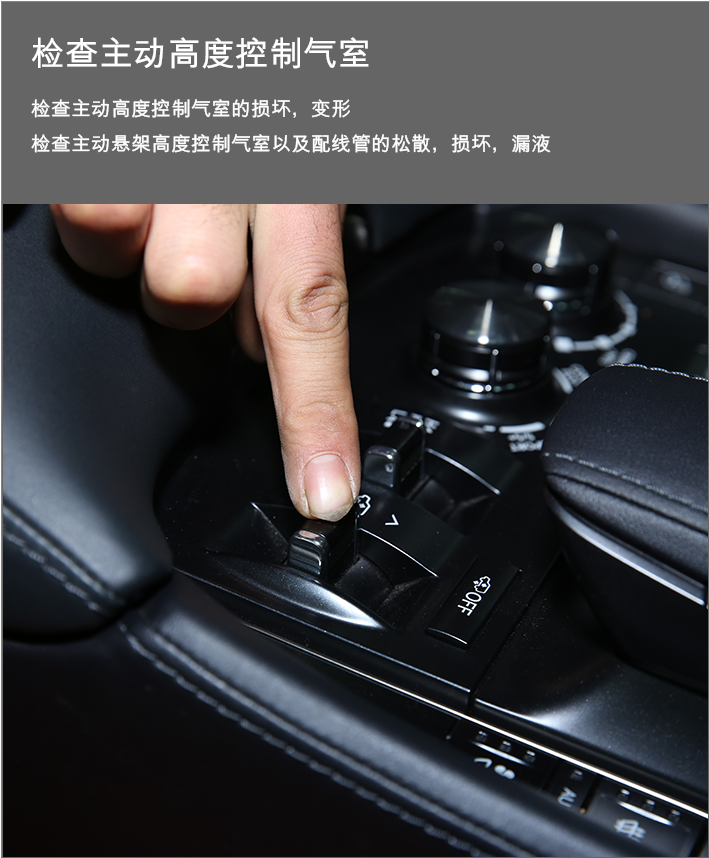 检查主动高度控制气室
检查主动高度控制气室的损坏，变形
检查主动悬架高度控制气室以及配线管的松散，损坏，漏液
OFF